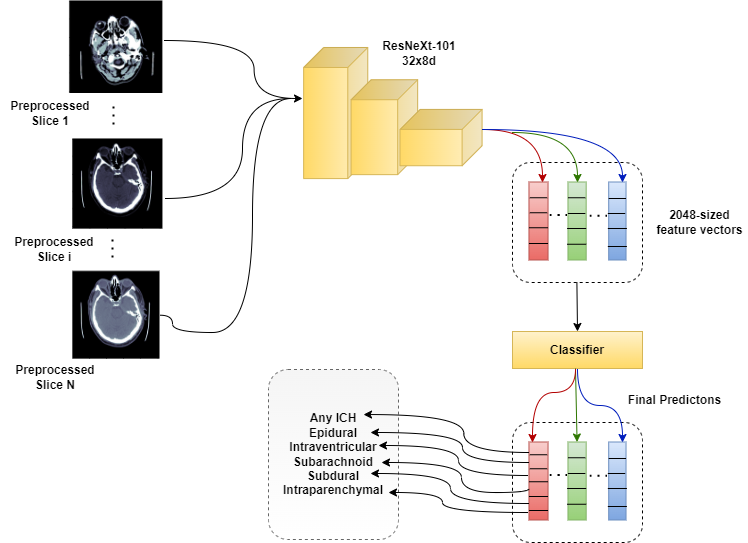 ResNeXt-101
32x8d
Preprocessed
Slice 1
Preprocessed
Slice i
Preprocessed
Slice N
2048-sized
feature vectors
Classifier
Final Predictons
Any ICH
Epidural
Intraventricular
Subarachnoid
Subdural
Intraparenchymal